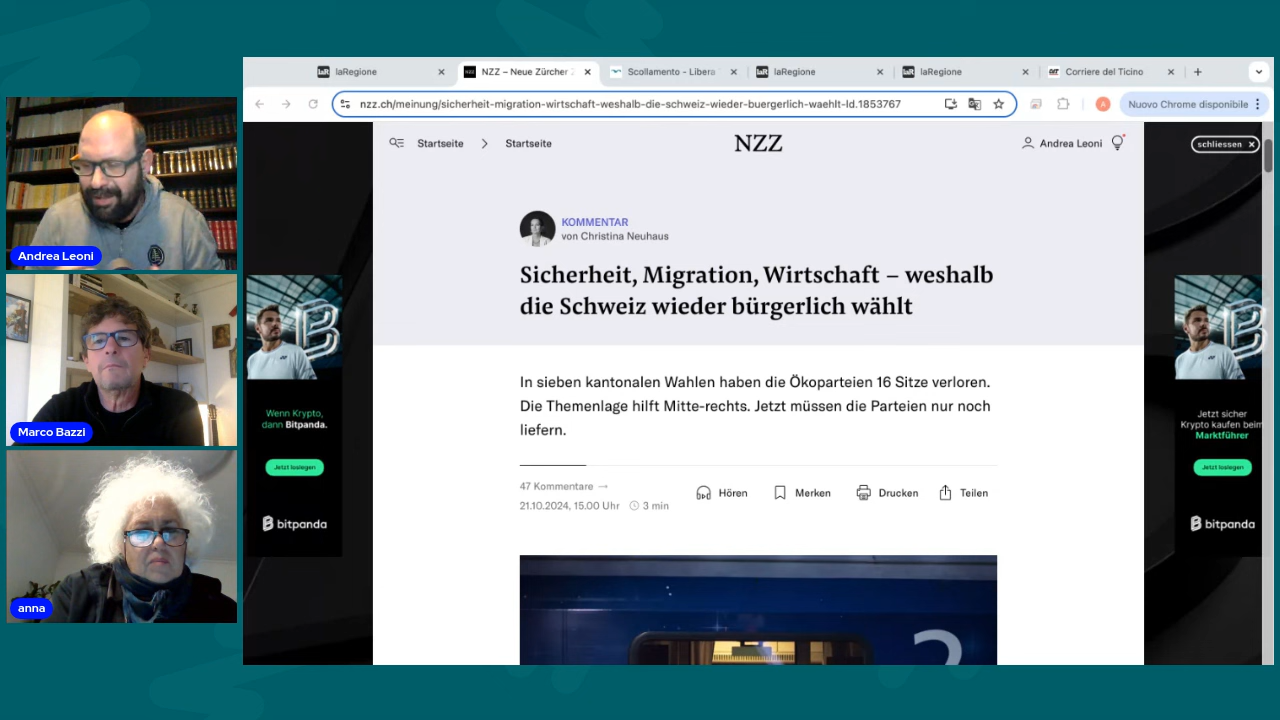 laRegione
NZZ – Neue Zürcher Z
Scollamento - Libera
laRegione
laRegione
Corriere del Ticino
nzz.ch/meinung/sicherheit-migration-wirtschaft-weshalb-die-schweiz-wieder-buergerlich-waehlt-ld.1853767
A
Nuovo Chrome disponibile
Startseite
Startseite
NZZ
Andrea Leoni
schliessen
KOMMENTAR
von Christina Neuhaus
Sicherheit, Migration, Wirtschaft – weshalb
die Schweiz wieder bürgerlich wählt
In sieben kantonalen Wahlen haben die Ökoparteien 16 Sitze verloren.
Die Themenlage hilft Mitte-rechts. Jetzt müssen die Parteien nur noch
liefern.
47 Kommentare →
21.10.2024, 15.00 Uhr
3 min
Hören
Merken
Drucken
Teilen
2
Wenn Krypto,
dann Bitpanda.
Jetzt loslegen
bitpanda
Jetzt sicher
Krypto kaufen beim
Marktführer
Jetzt loslegen
bitpanda
Andrea Leoni
Marco Bazzi
anna